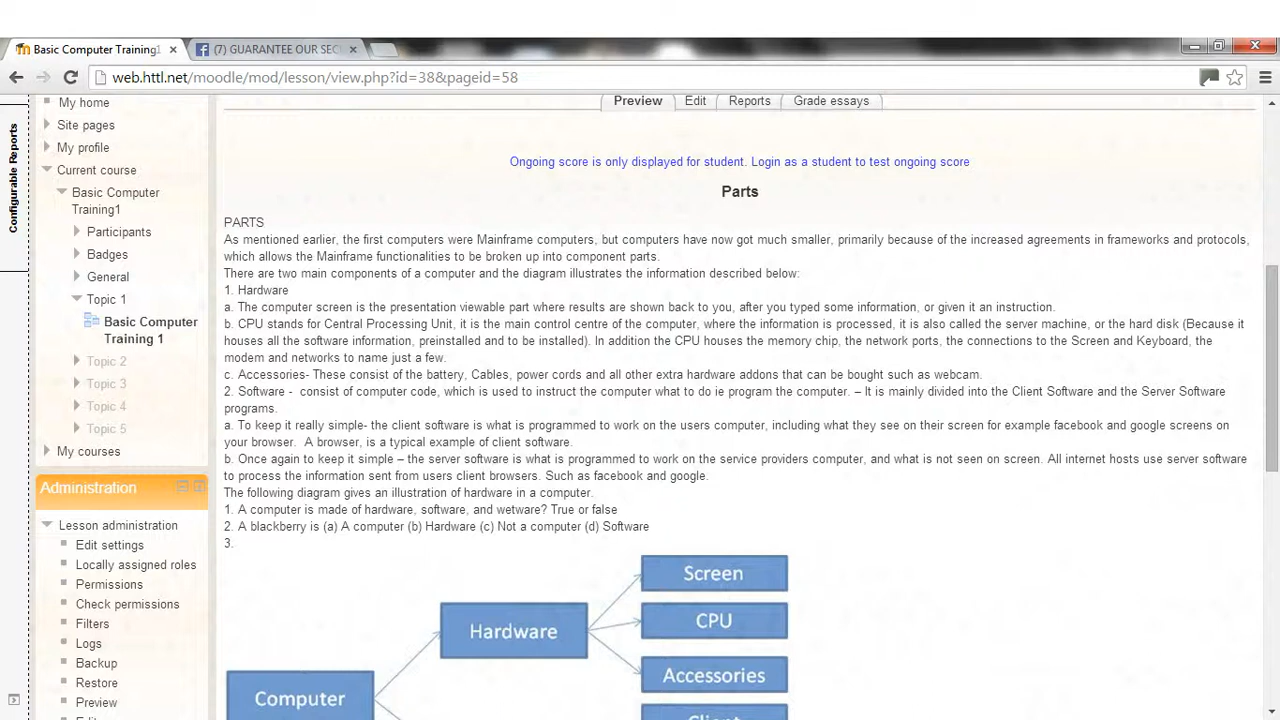 Basic Computer Training1
(7) GUARANTEE OUR SEC
web.httl.net/moodle/mod/lesson/view.php?id=38&pageid=58
Configurable Reports
My home
Site pages
My profile
Current course
Basic Computer
Training1
Participants
Badges
General
Topic 1
Basic Computer
Training 1
Topic 2
Topic 3
Topic 4
Topic 5
My courses
Administration
Lesson administration
Edit settings
Locally assigned roles
Permissions
Check permissions
Filters
Logs
Backup
Restore
Preview
Preview Edit Reports Grade essays
Ongoing score is only displayed for student. Login as a student to test ongoing score
Parts
PARTS
As mentioned earlier, the first computers were Mainframe computers, but computers have now got much smaller, primarily because of the increased agreements in frameworks and protocols,
which allows the Mainframe functionalities to be broken up into component parts.
There are two main components of a computer and the diagram illustrates the information described below:
1. Hardware
a. The computer screen is the presentation viewable part where results are shown back to you, after you typed some information, or given it an instruction.
b. CPU stands for Central Processing Unit, it is the main control centre of the computer, where the information is processed, it is also called the server machine, or the hard disk (Because it
houses all the software information, preinstalled and to be installed). In addition the CPU houses the memory chip, the network ports, the connections to the Screen and Keyboard, the
modem and networks to name just a few.
c. Accessories- These consist of the battery, Cables, power cords and all other extra hardware addons that can be bought such as webcam.
2. Software - consist of computer code, which is used to instruct the computer what to do ie program the computer. – It is mainly divided into the Client Software and the Server Software
programs.
a. To keep it really simple- the client software is what is programmed to work on the users computer, including what they see on their screen for example facebook and google screens on
your browser. A browser, is a typical example of client software.
b. Once again to keep it simple – the server software is what is programmed to work on the service providers computer, and what is not seen on screen. All internet hosts use server software
to process the information sent from users client browsers. Such as facebook and google.
The following diagram gives an illustration of hardware in a computer.
1. A computer is made of hardware, software, and wetware? True or false
2. A blackberry is (a) A computer (b) Hardware (c) Not a computer (d) Software
3.
Screen
Hardware
CPU
Accessories
Computer